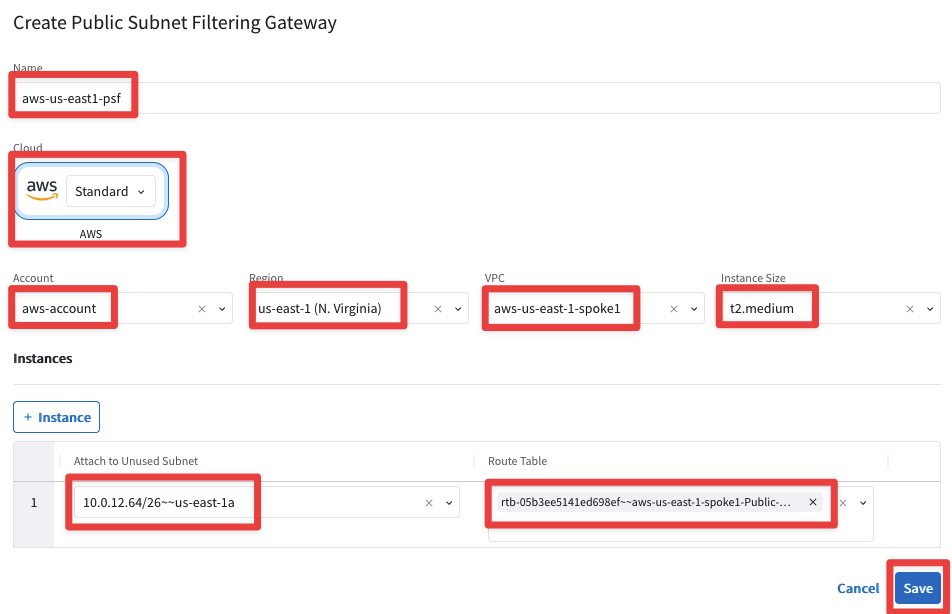 Create Public Subnet Filtering Gateway
Name
aws-us-east1-psf
Cloud
aws Standard
AWS
Account Region VPC Instance Size
aws-account us-east-1 (N. Virginia) aws-us-east-1-spoke1 t2.medium
Instances
+ Instance
Attach to Unused Subnet Route Table
1 10.0.12.64/26~~us-east-1a rtb-05b3ee5141ed698ef~~aws-us-east-1-spoke1-Public-...
Cancel Save